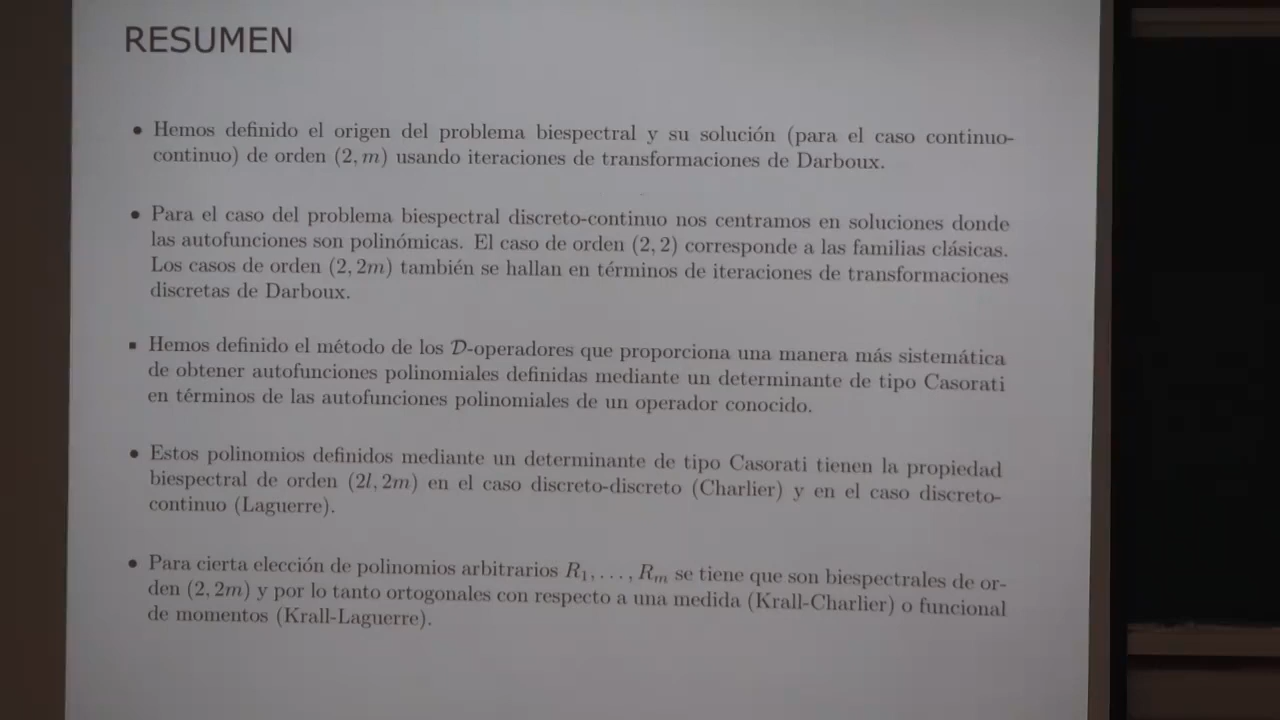 RESUMEN
• Hemos definido el origen del problema biespectral y su solución (para el caso continuo-
continuo) de orden (2, m) usando iteraciones de transformaciones de Darboux.
• Para el caso del problema biespectral discreto-continuo nos centramos en soluciones donde
las autofunciones son polinómicas. El caso de orden (2, 2) corresponde a las familias clásicas.
Los casos de orden (2, 2m) también se hallan en términos de iteraciones de transformaciones
discretas de Darboux.
▪ Hemos definido el método de los 𝒟-operadores que proporciona una manera más sistemática
de obtener autofunciones polinomiales definidas mediante un determinante de tipo Casorati
en términos de las autofunciones polinomiales de un operador conocido.
• Estos polinomios definidos mediante un determinante de tipo Casorati tienen la propiedad
biespectral de orden (2l, 2m) en el caso discreto-discreto (Charlier) y en el caso discreto-
continuo (Laguerre).
• Para cierta elección de polinomios arbitrarios R₁, . . . , Rₘ se tiene que son biespectrales de or-
den (2, 2m) y por lo tanto ortogonales con respecto a una medida (Krall-Charlier) o funcional
de momentos (Krall-Laguerre).